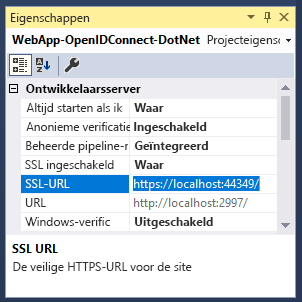 Eigenschappen
WebApp-OpenIDConnect-DotNet Projecteigensc
Ontwikkelaarsserver
Altijd starten als ik Waar
Anonieme verificatie Ingeschakeld
Beheerde pipeline-r Geïntegreerd
SSL ingeschakeld Waar
SSL-URL https://localhost:44349/
URL http://localhost:2997/
Windows-verific Uitgeschakeld
SSL URL
De veilige HTTPS-URL voor de site